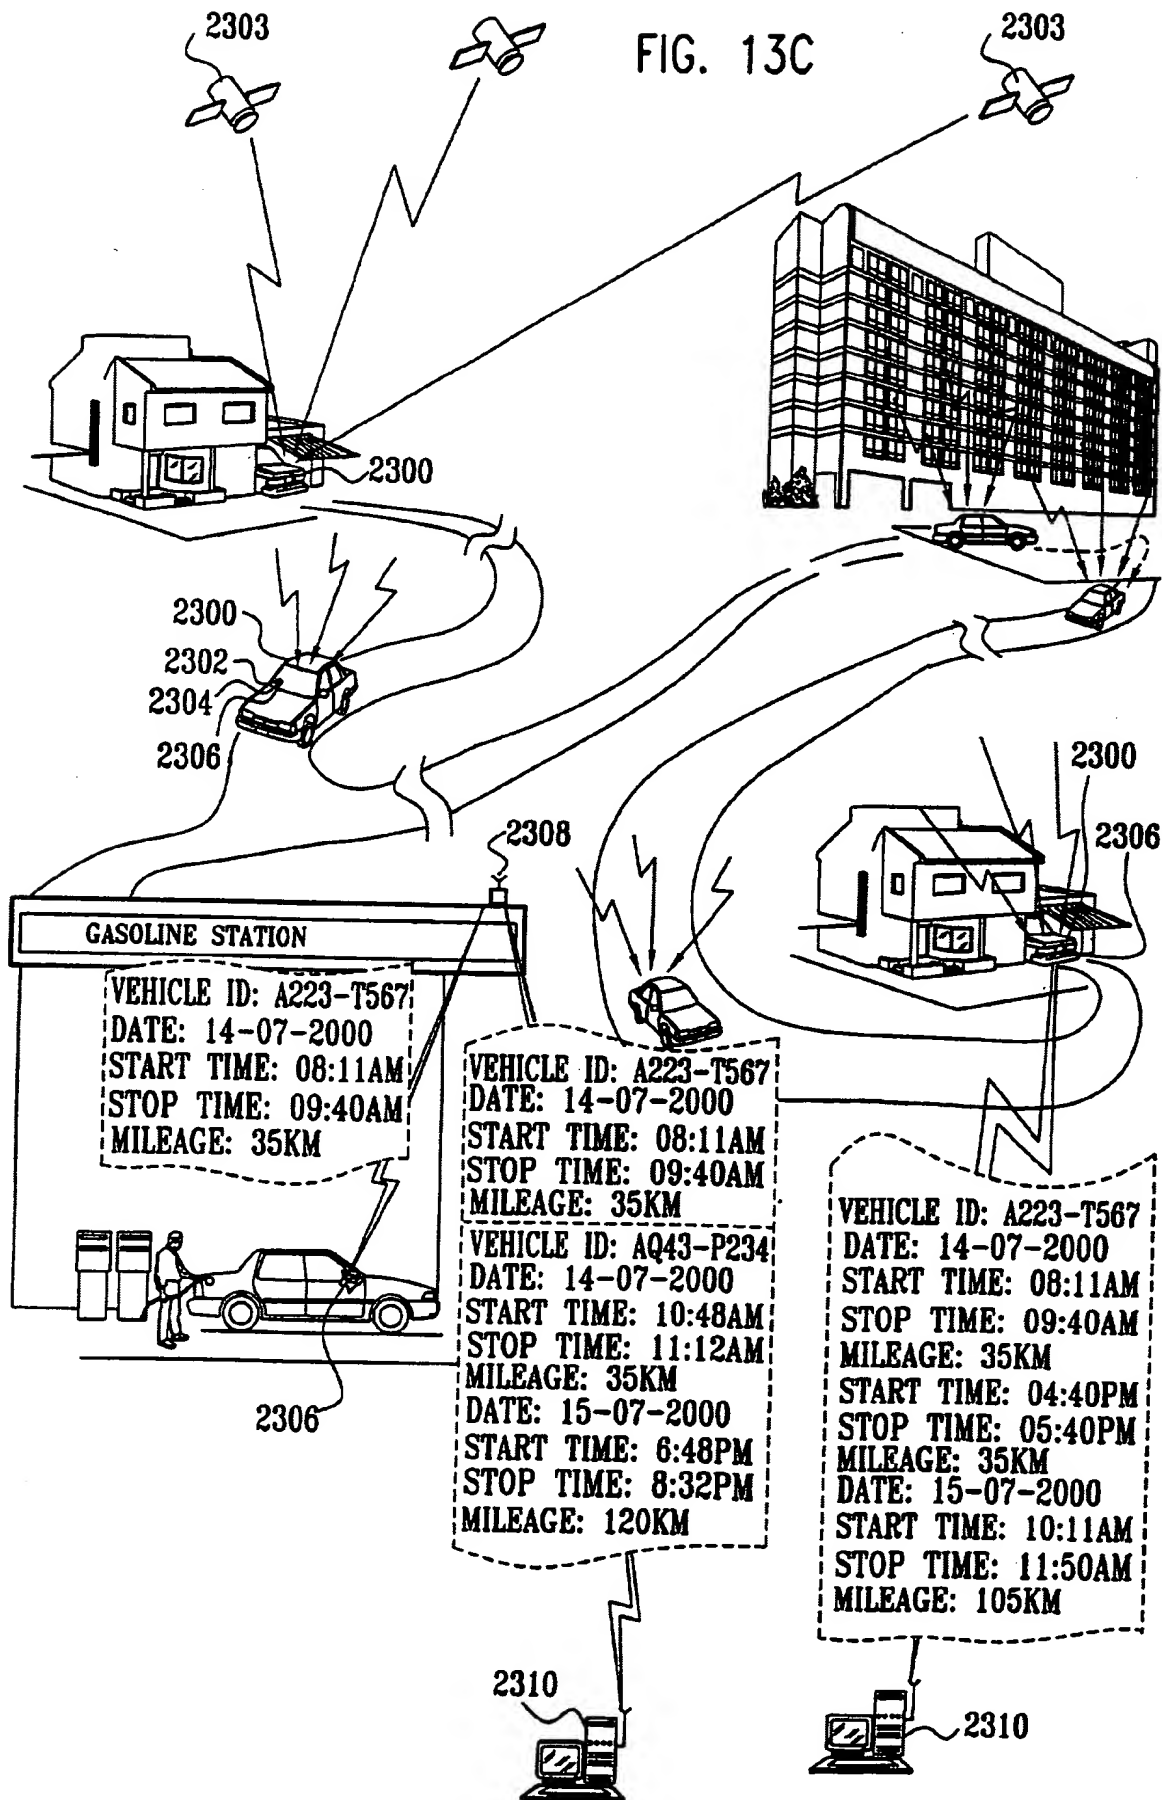 2303
FIG. 13C
2303
2300
2300
2302
2304
2306
2300
2306
2308
GASOLINE STATION
VEHICLE ID: A223-T567
DATE: 14-07-2000
START TIME: 08:11AM
STOP TIME: 09:40AM
MILEAGE: 35KM
VEHICLE ID: A223-T567
DATE: 14-07-2000
START TIME: 08:11AM
STOP TIME: 09:40AM
MILEAGE: 35KM
VEHICLE ID: AQ43-P234
DATE: 14-07-2000
START TIME: 10:48AM
STOP TIME: 11:12AM
MILEAGE: 35KM
DATE: 15-07-2000
START TIME: 6:48PM
STOP TIME: 8:32PM
MILEAGE: 120KM
VEHICLE ID: A223-T567
DATE: 14-07-2000
START TIME: 08:11AM
STOP TIME: 09:40AM
MILEAGE: 35KM
START TIME: 04:40PM
STOP TIME: 05:40PM
MILEAGE: 35KM
DATE: 15-07-2000
START TIME: 10:11AM
STOP TIME: 11:50AM
MILEAGE: 105KM
2306
2310
2310